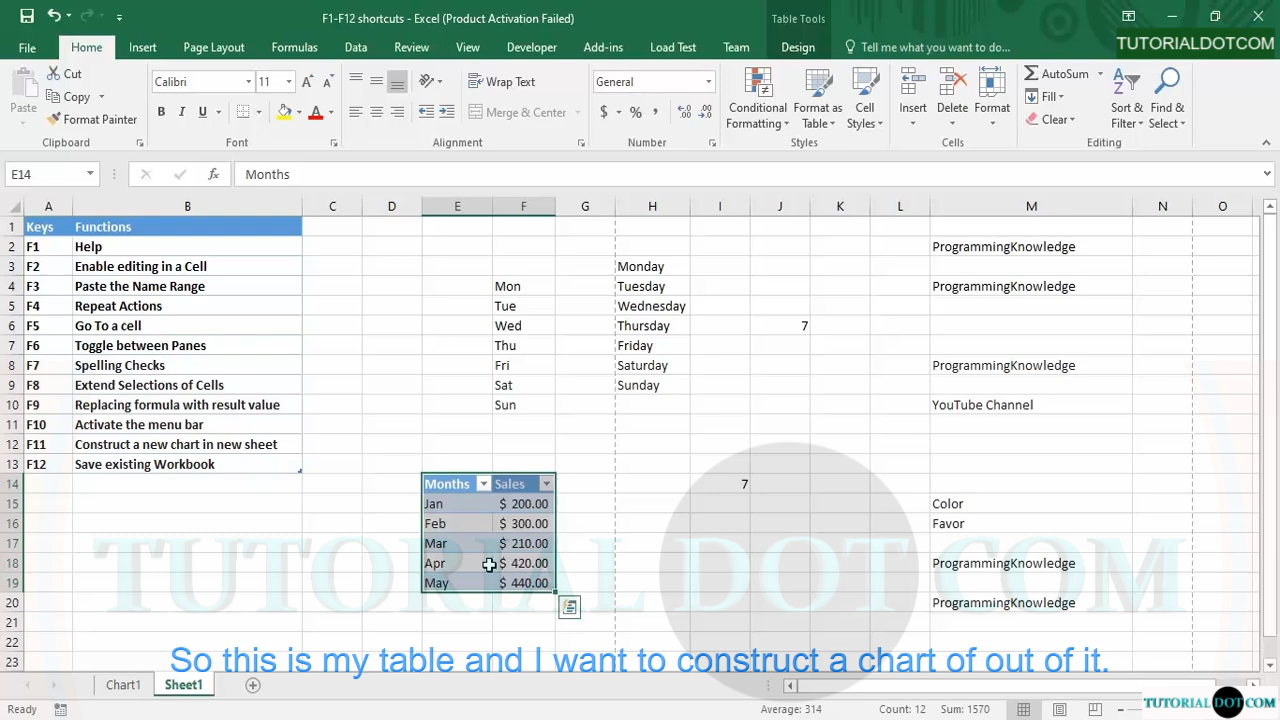 F1-F12 shortcuts - Excel (Product Activation Failed)
Table Tools
TUTORIALDOTCOM
File Home Insert Page Layout Formulas Data Review View Developer Add-ins Load Test Team Design Tell me what you want to do...
Paste
Cut
Copy
Format Painter
Calibri 11
B I U
Wrap Text
Merge & Center
General
$ % ,
Conditional Formatting
Format as Table
Cell Styles
Insert
Delete
Format
AutoSum
Fill
Clear
Sort & Filter
Find & Select
Clipboard Font Alignment Number Styles Cells Editing
E14 fx Months
A B C D E F G H I J K L M N O
1 Keys Functions
2 F1 Help ProgrammingKnowledge
3 F2 Enable editing in a Cell Monday
4 F3 Paste the Name Range Mon Tuesday ProgrammingKnowledge
5 F4 Repeat Actions Tue Wednesday
6 F5 Go To a cell Wed Thursday 7
7 F6 Toggle between Panes Thu Friday
8 F7 Spelling Checks Fri Saturday ProgrammingKnowledge
9 F8 Extend Selections of Cells Sat Sunday
10 F9 Replacing formula with result value Sun YouTube Channel
11 F10 Activate the menu bar
12 F11 Construct a new chart in new sheet
13 F12 Save existing Workbook
14 Months Sales 7
15 Jan $ 200.00 Color
16 Feb $ 300.00 Favor
17 Mar $ 210.00
18 Apr $ 420.00 ProgrammingKnowledge
19 May $ 440.00
20 ProgrammingKnowledge
21
22
23
TUTORIAL DOT COM
So this is my table and I want to construct a chart of out of it.
Chart1 Sheet1
Ready Average: 314 Count: 12 Sum: 1570
TUTORIAL DOT COM